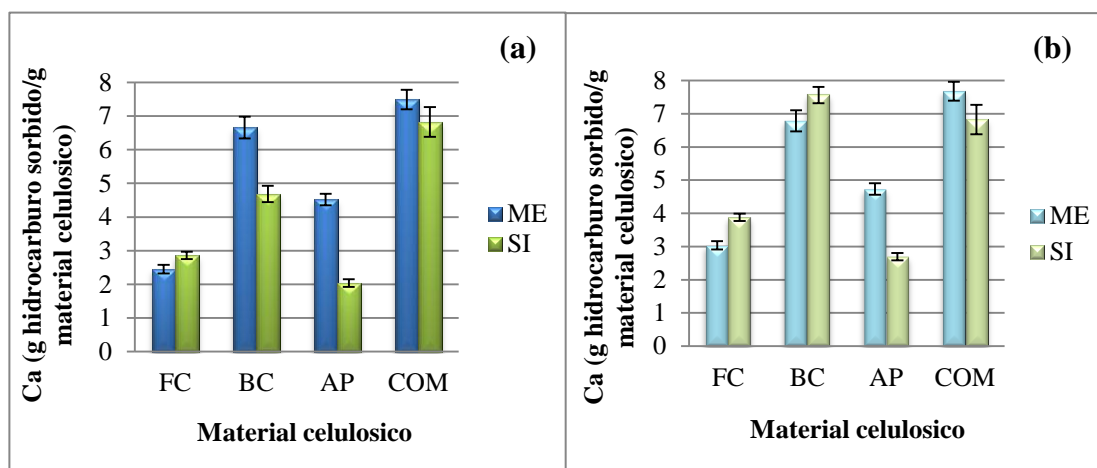 (a)
Ca (g hidrocarburo sorbido/g
material celulosico)
8
7
6
5
4
3
2
1
0
FC BC AP COM
Material celulosico
ME
SI
(b)
Ca (g hidrocarburo sorbido/g
material celulosico)
8
7
6
5
4
3
2
1
0
FC BC AP COM
Material celulosico
ME
SI